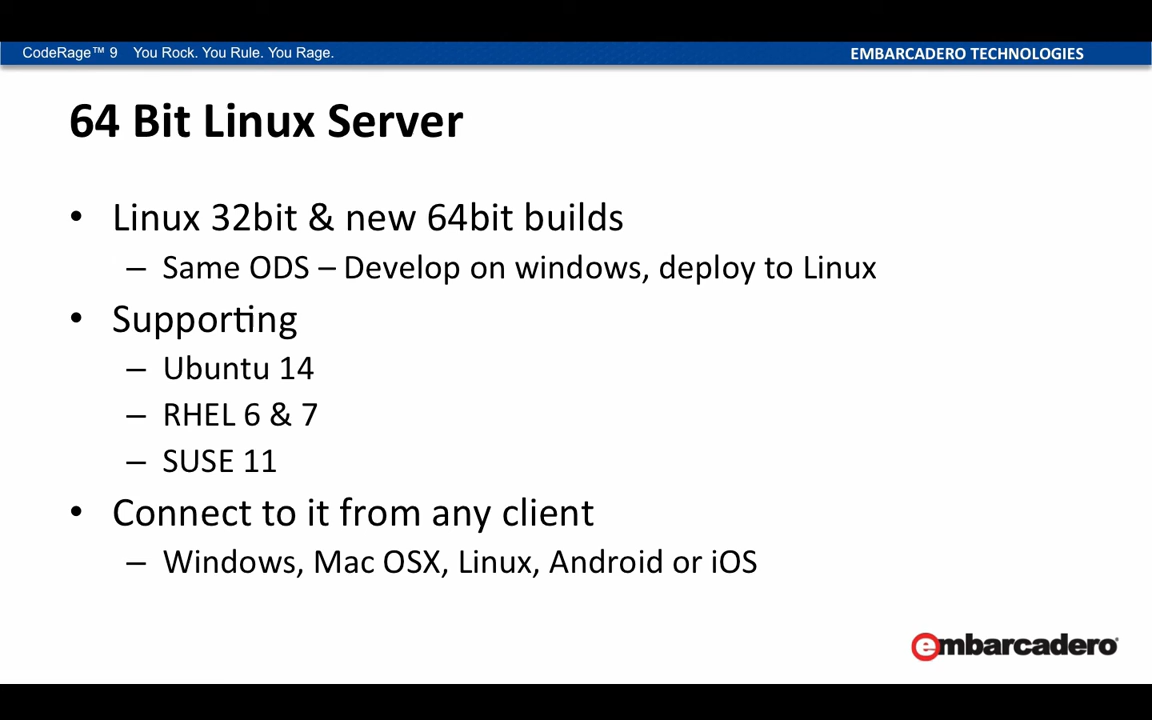 CodeRage™ 9 You Rock. You Rule. You Rage.
EMBARCADERO TECHNOLOGIES
64 Bit Linux Server
• Linux 32bit & new 64bit builds
– Same ODS – Develop on windows, deploy to Linux
• Supporting
– Ubuntu 14
– RHEL 6 & 7
– SUSE 11
• Connect to it from any client
– Windows, Mac OSX, Linux, Android or iOS
embarcadero®